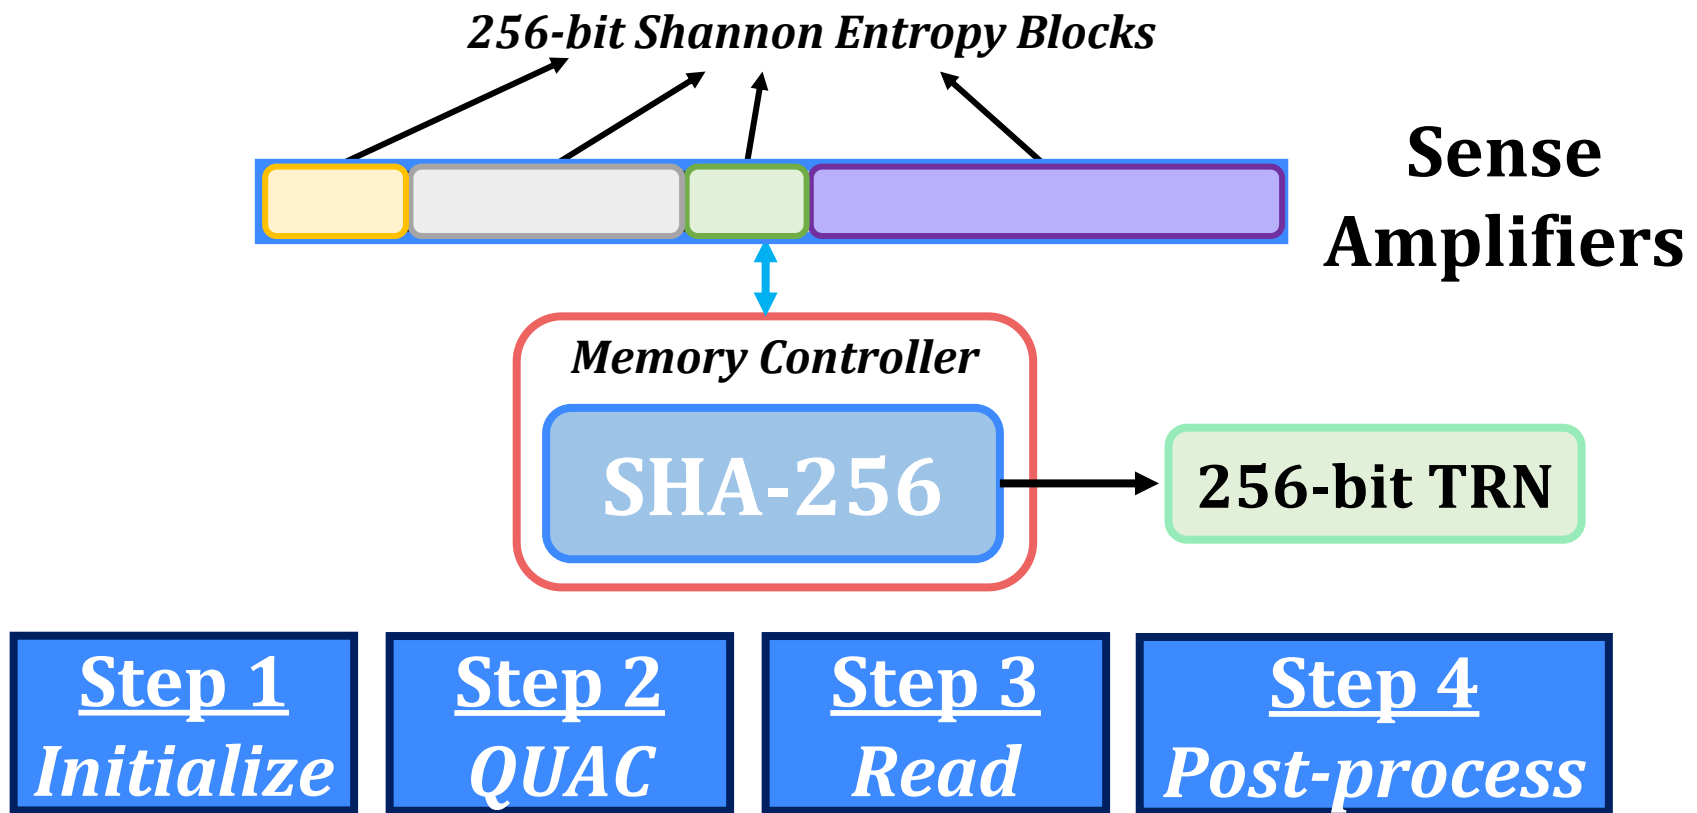 256-bit Shannon Entropy Blocks
Sense
Amplifiers
Memory Controller
SHA-256
256-bit TRN
Step 1
Initialize
Step 2
QUAC
Step 3
Read
Step 4
Post-process